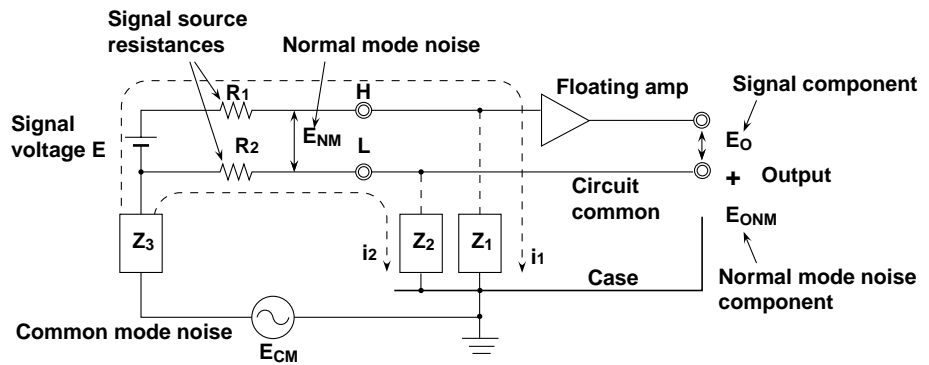 Signal source
resistances
Normal mode noise
Signal
voltage E
R1
R2
ENM
H
L
Floating amp
Signal component
EO
+
Output
EONM
Normal mode noise
component
Circuit
common
Z3
i2
Z2
Z1
i1
Case
Common mode noise
ECM